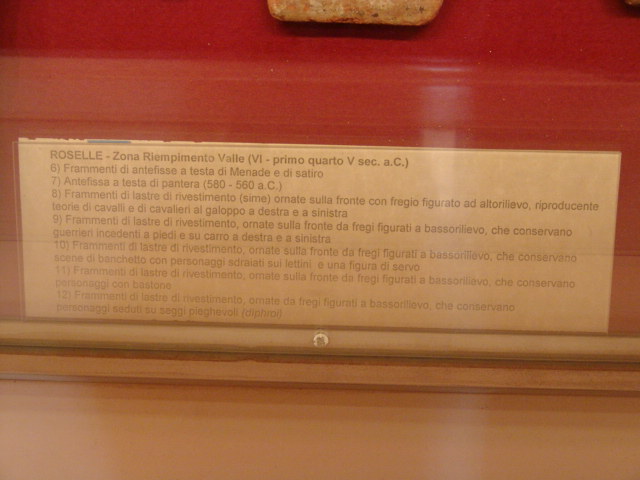 ROSELLE - Zona Riempimento Valle (VI - primo quarto V sec. a.C.)
6) Frammenti di antefisse a testa di Menade e di satiro
7) Antefissa a testa di pantera (580 - 560 a.C.)
8) Frammenti di lastre di rivestimento (sime) ornate sulla fronte con fregio figurato ad altorilievo, riproducente
teorie di cavalli e di cavalieri al galoppo a destra e a sinistra
9) Frammenti di lastre di rivestimento, ornate sulla fronte da fregi figurati a bassorilievo, che conservano
guerrieri incedenti a piedi e su carro a destra e a sinistra
10) Frammenti di lastre di rivestimento, ornate sulla fronte da fregi figurati a bassorilievo, che conservano
scene di banchetto con personaggi sdraiati sui lettini, e una figura di servo
11) Frammenti di lastre di rivestimento, ornate sulla fronte da fregi figurati a bassorilievo, che conservano
personaggi con bastone
12) Frammenti di lastre di rivestimento, ornate da fregi figurati a bassorilievo, che conservano
personaggi seduti su seggi pieghevoli (diphroi)